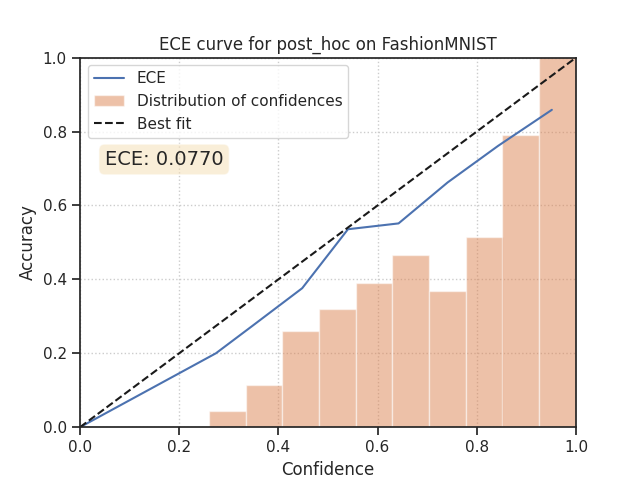 ECE curve for post_hoc on FashionMNIST
1.0
0.8
0.6
0.4
0.2
0.0
Accuracy
ECE
Distribution of confidences
Best fit
ECE: 0.0770
0.0 0.2 0.4 0.6 0.8 1.0
Confidence